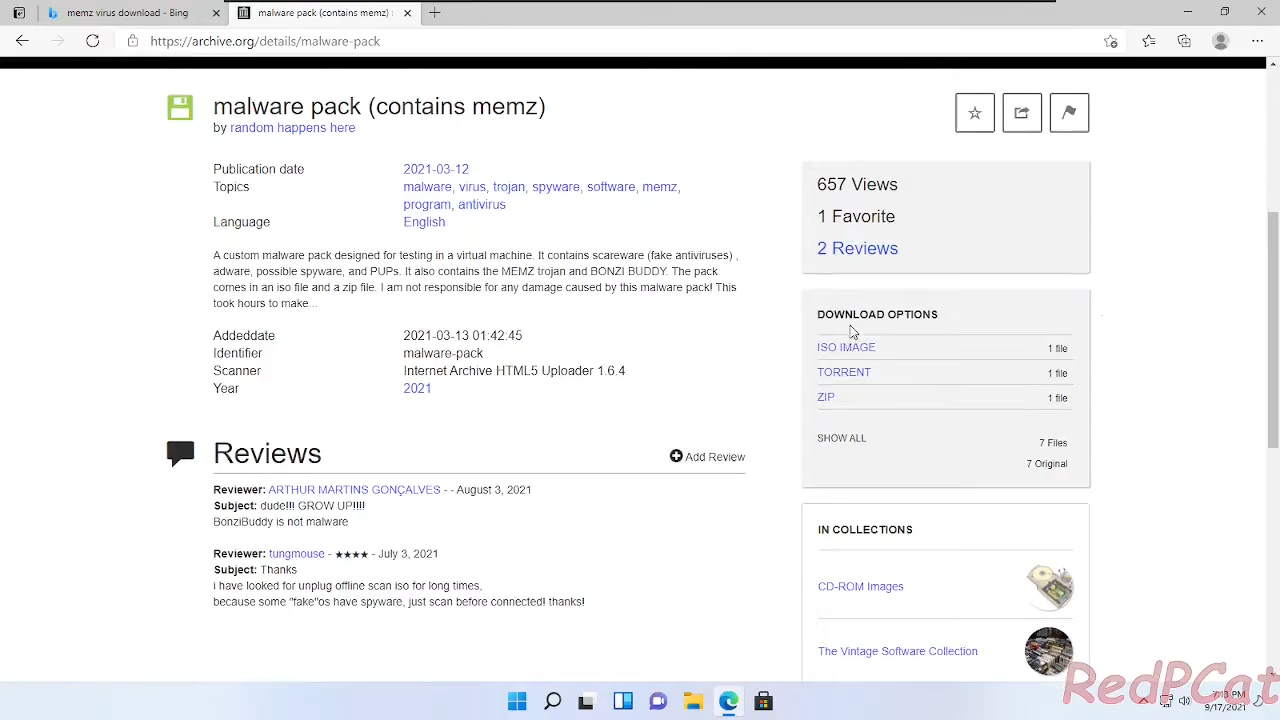 memz virus download - Bing
malware pack (contains memz) :
https://archive.org/details/malware-pack
malware pack (contains memz)
by random happens here
Publication date 2021-03-12
Topics malware, virus, trojan, spyware, software, memz,
program, antivirus
Language English
A custom malware pack designed for testing in a virtual machine. It contains scareware (fake antiviruses) ,
adware, possible spyware, and PUPs. It also contains the MEMZ trojan and BONZI BUDDY. The pack
comes in an iso file and a zip file. I am not responsible for any damage caused by this malware pack! This
took hours to make...
Addeddate 2021-03-13 01:42:45
Identifier malware-pack
Scanner Internet Archive HTML5 Uploader 1.6.4
Year 2021
Reviews
Add Review
Reviewer: ARTHUR MARTINS GONÇALVES - - August 3, 2021
Subject: dude!!! GROW UP!!!!
BonziBuddy is not malware
Reviewer: tungmouse - ★★★★ - July 3, 2021
Subject: Thanks
i have looked for unplug offline scan iso for long times,
because some "fake"os have spyware, just scan before connected! thanks!
657 Views
1 Favorite
2 Reviews
DOWNLOAD OPTIONS
ISO IMAGE 1 file
TORRENT 1 file
ZIP 1 file
SHOW ALL 7 Files
7 Original
IN COLLECTIONS
CD-ROM Images
The Vintage Software Collection
RedPCat
PM
9/17/2021